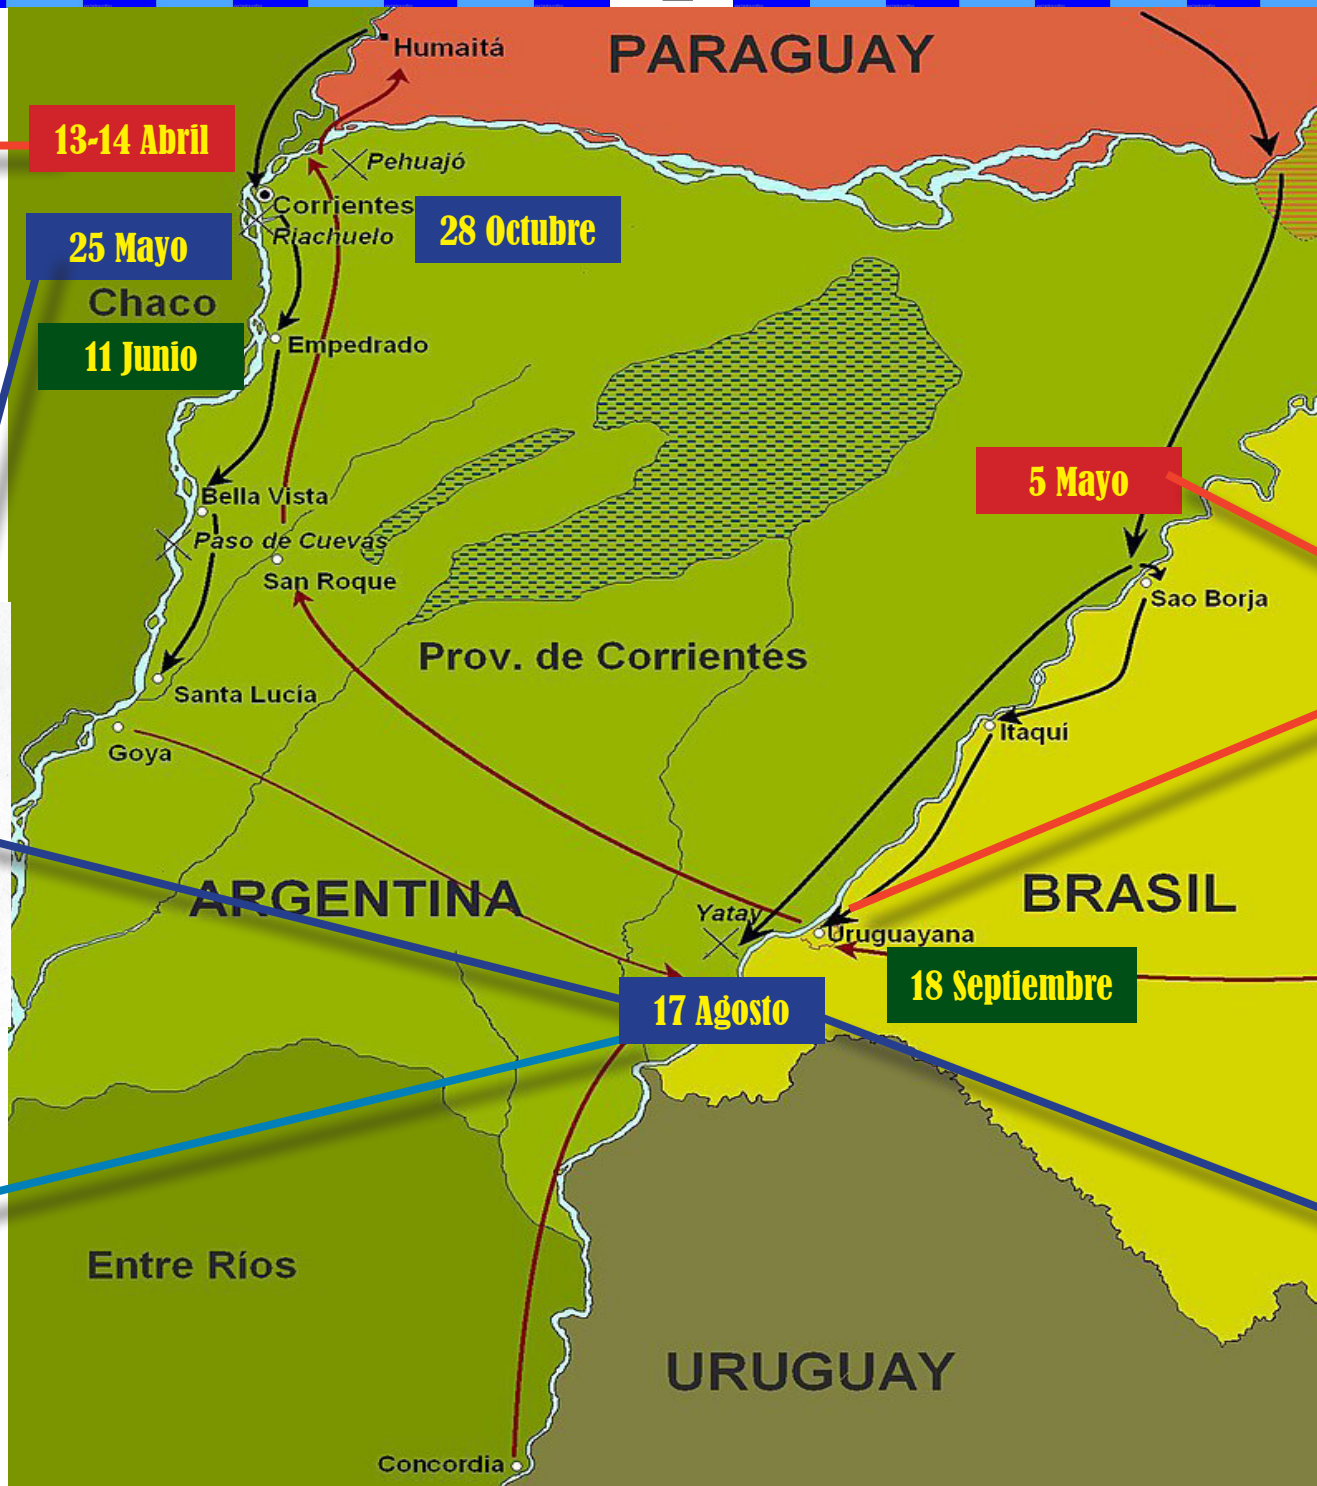 PARAGUAY
Humaitá
13-14 Abril
Pehuajó
Corrientes
Riachuelo
28 Octubre
25 Mayo
Chaco
11 Junio
Empedrado
5 Mayo
Bella Vista
Paso de Cuevas
San Roque
Sao Borja
Prov. de Corrientes
Santa Lucía
Itaquí
Goya
ARGENTINA
BRASIL
Yatay
Uruguayana
18 Septiembre
17 Agosto
Entre Ríos
URUGUAY
Concordia